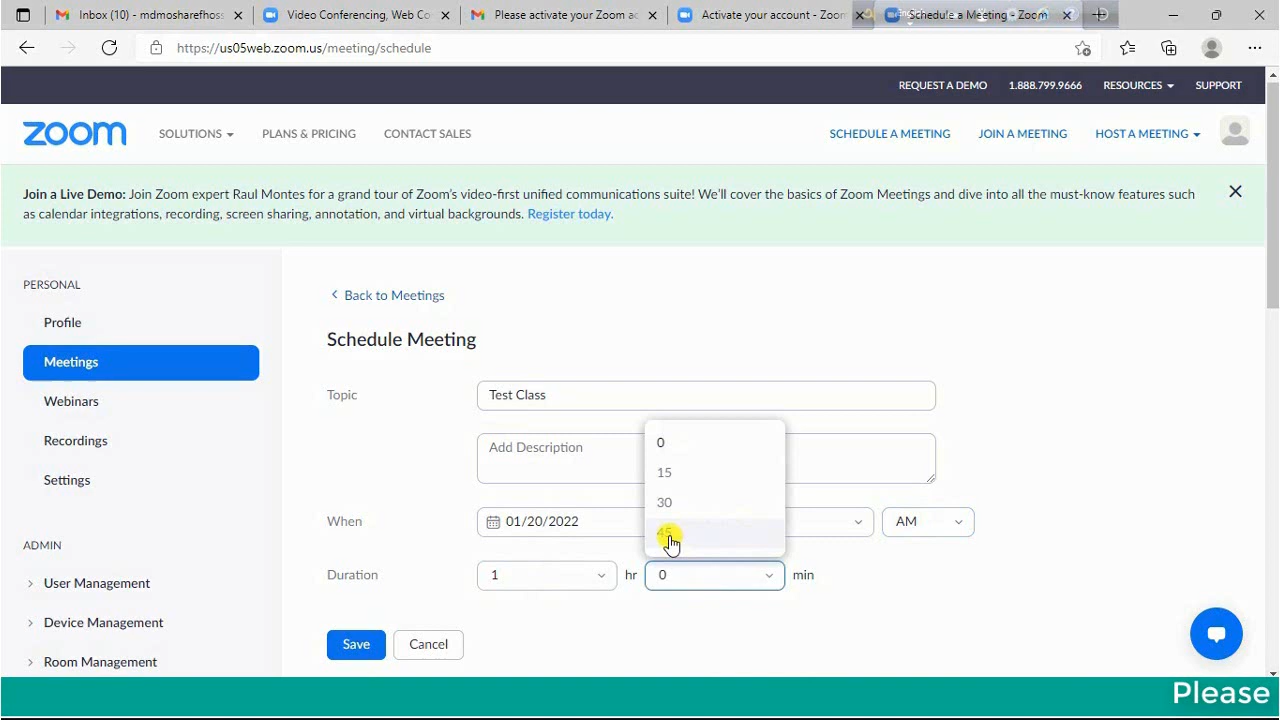 Inbox (10) - mdmosharefhoss
Video Conferencing, Web Co
Please activate your Zoom ac
Activate your account - Zoom
Schedule a Meeting - Zoom
https://us05web.zoom.us/meeting/schedule
REQUEST A DEMO 1.888.799.9666 RESOURCES SUPPORT
zoom SOLUTIONS PLANS & PRICING CONTACT SALES SCHEDULE A MEETING JOIN A MEETING HOST A MEETING
Join a Live Demo: Join Zoom expert Raul Montes for a grand tour of Zoom's video-first unified communications suite! We'll cover the basics of Zoom Meetings and dive into all the must-know features such
as calendar integrations, recording, screen sharing, annotation, and virtual backgrounds. Register today.
PERSONAL
Profile
Meetings
Webinars
Recordings
Settings
ADMIN
User Management
Device Management
Room Management
Back to Meetings
Schedule Meeting
Topic Test Class
Add Description
When 01/20/2022 AM
0
15
30
45
Duration 1 hr 0 min
Save Cancel
Please